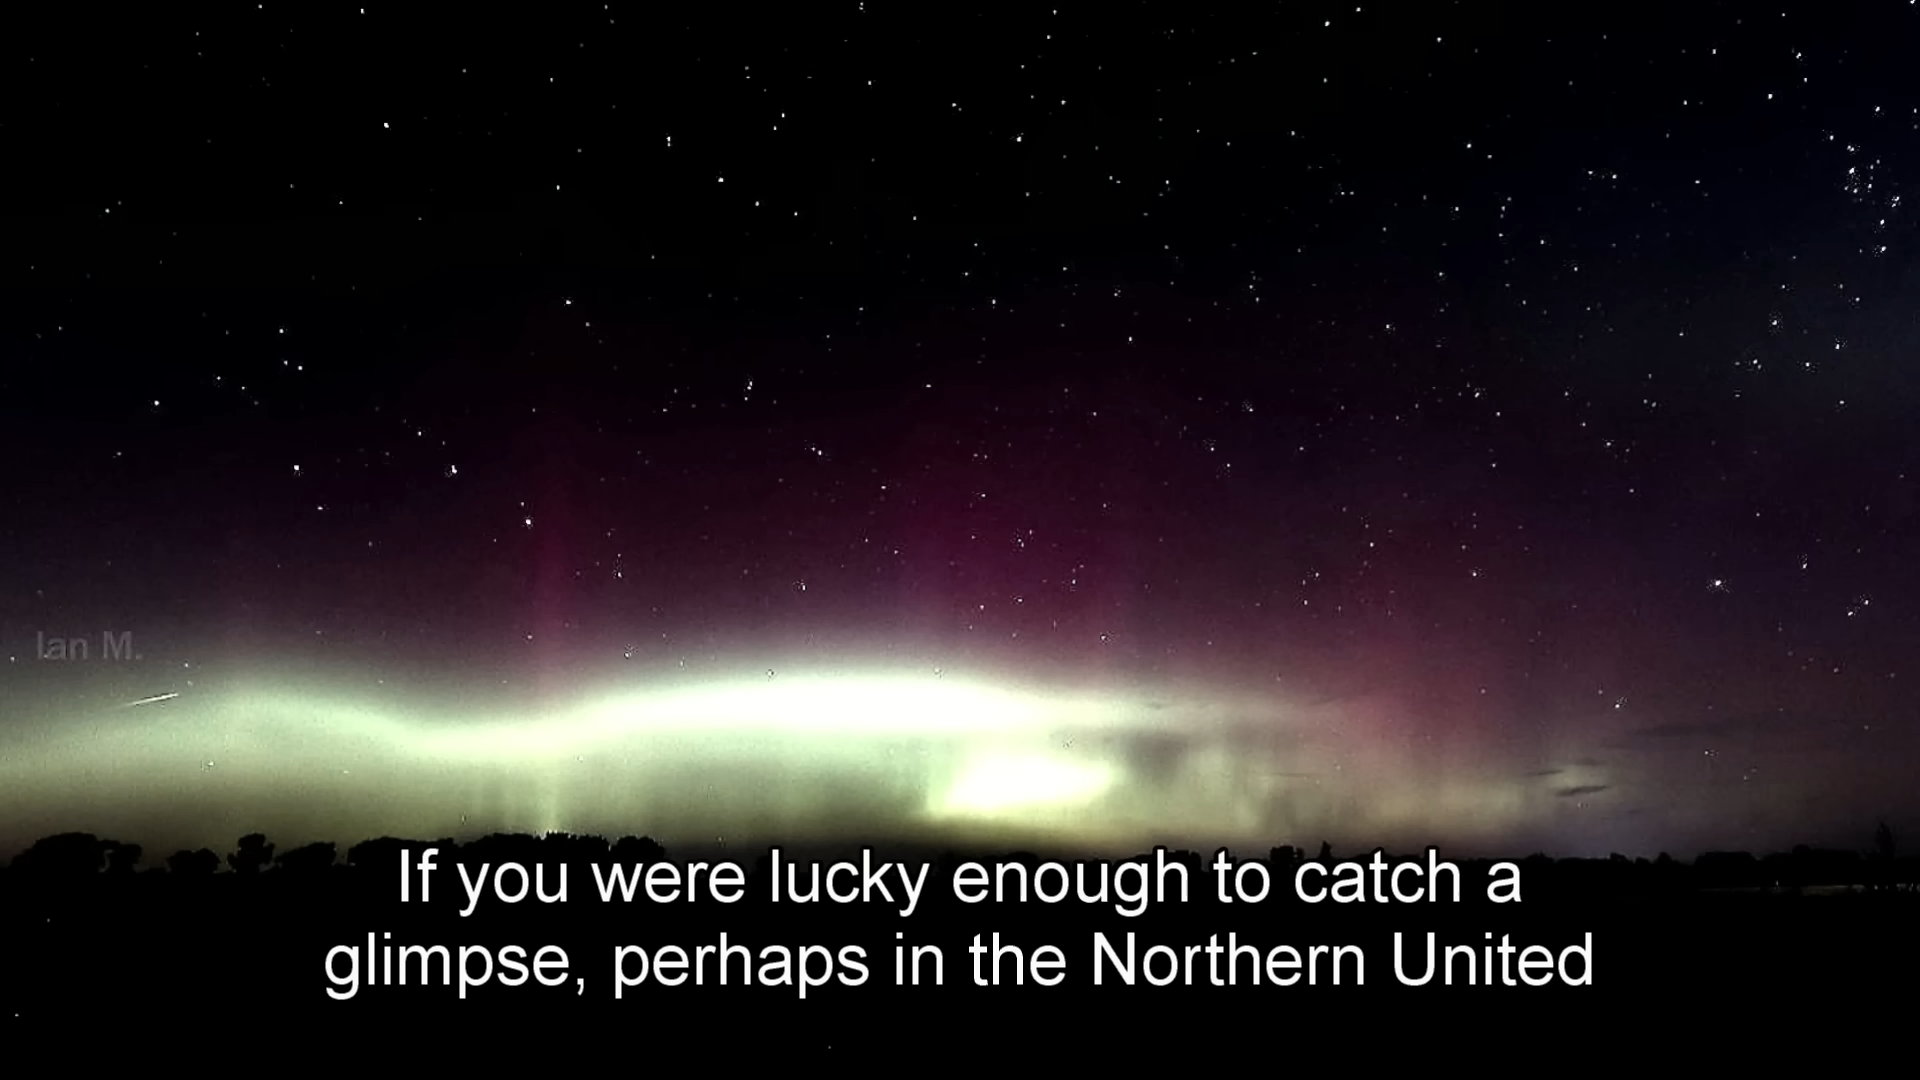 Ian M.
If you were lucky enough to catch a
glimpse, perhaps in the Northern United